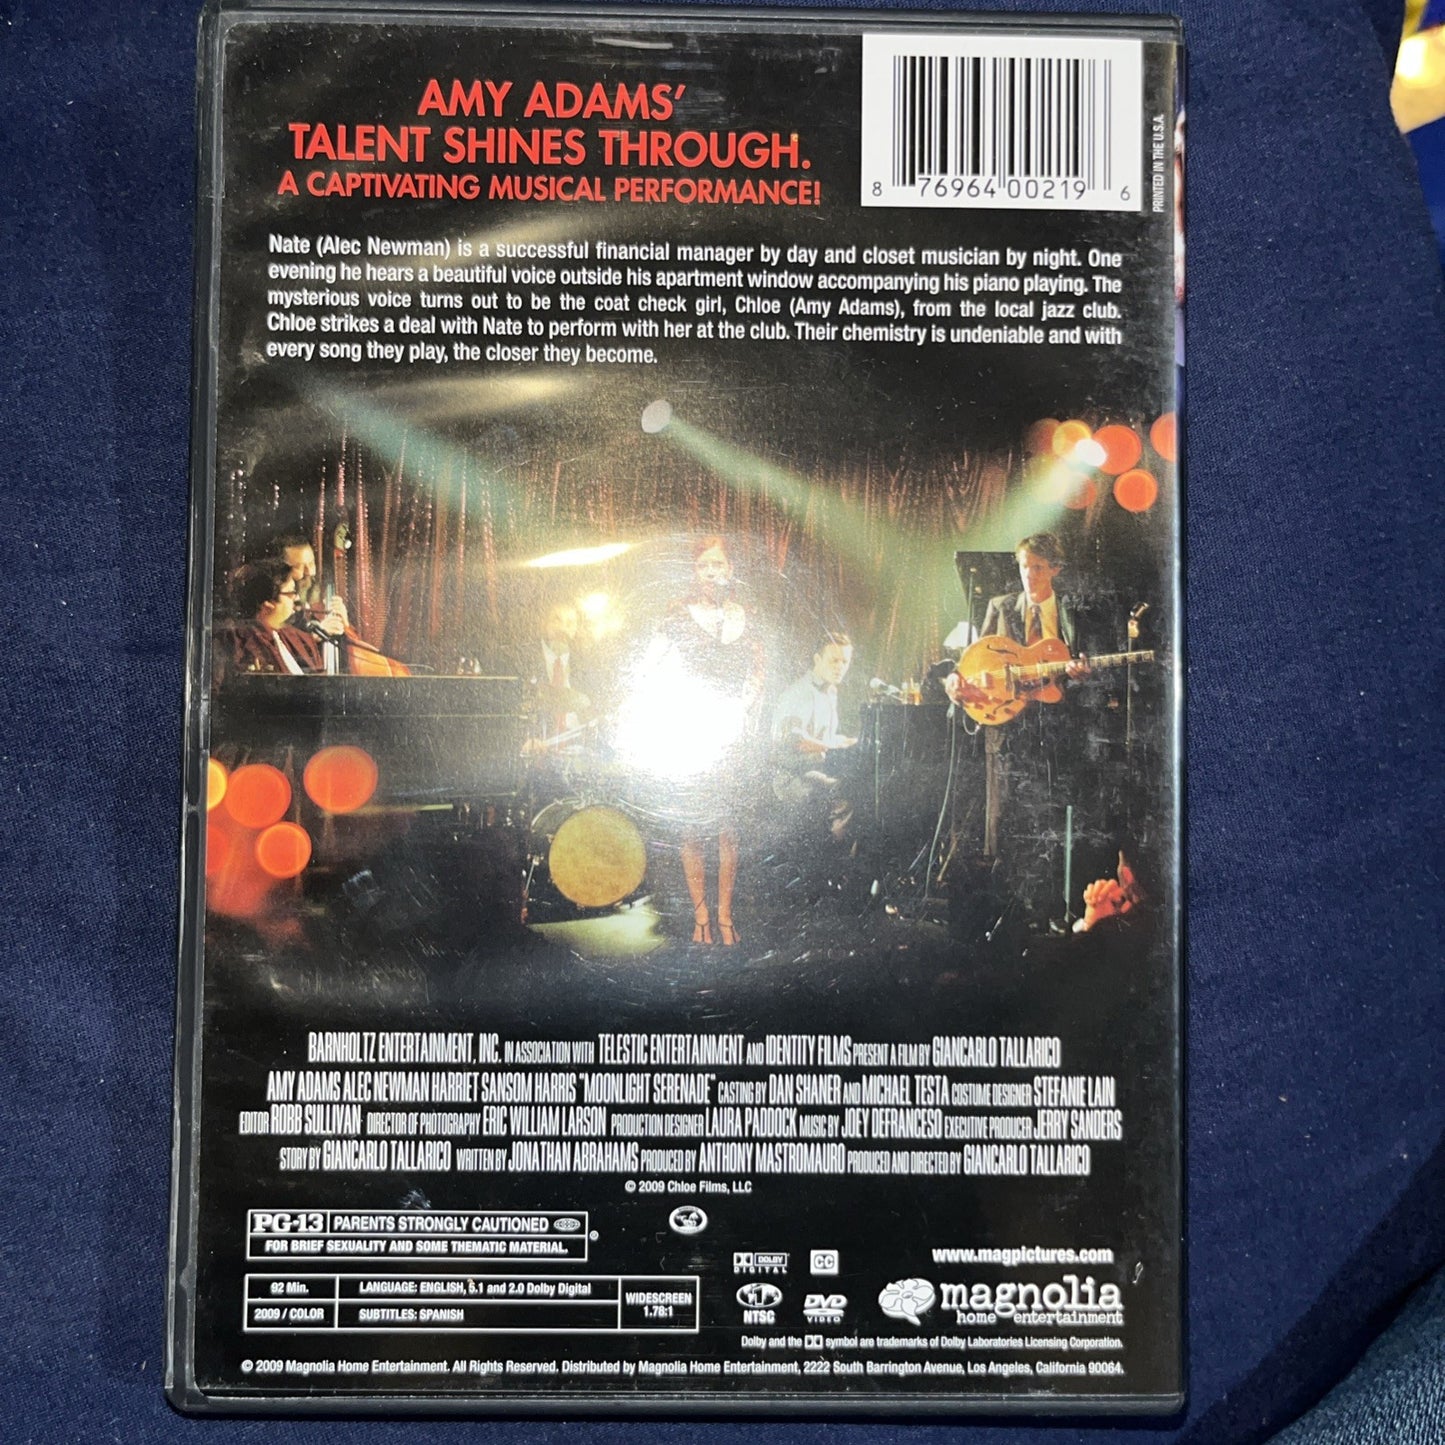 AMY ADAMS'
TALENT SHINES THROUGH.
A CAPTIVATING MUSICAL PERFORMANCE!
8 76964 00219 6
PRINTED IN THE U.S.A.
Nate (Alec Newman) is a successful financial manager by day and closet musician by night. One
evening he hears a beautiful voice outside his apartment window accompanying his piano playing. The
mysterious voice turns out to be the coat check girl, Chloe (Amy Adams), from the local jazz club.
Chloe strikes a deal with Nate to perform with her at the club. Their chemistry is undeniable and with
every song they play, the closer they become.
BARNHOLTZ ENTERTAINMENT, INC. IN ASSOCIATION WITH TELESTIC ENTERTAINMENT AND IDENTITY FILMS PRESENT A FILM BY GIANCARLO TALLARICO
AMY ADAMS ALEC NEWMAN HARRIET SANSOM HARRIS "MOONLIGHT SERENADE" CASTING BY DAN SHANER AND MICHAEL TESTA COSTUME DESIGNER STEFANIE LAIN
EDITOR ROBB SULLIVAN DIRECTOR OF PHOTOGRAPHY ERIC WILLIAM LARSON PRODUCTION DESIGNER LAURA PADDOCK MUSIC BY JOEY DEFRANCESO EXECUTIVE PRODUCER JERRY SANDERS
STORY BY GIANCARLO TALLARICO WRITTEN BY JONATHAN ABRAHAMS PRODUCED BY ANTHONY MASTROMAURO PRODUCED AND DIRECTED BY GIANCARLO TALLARICO
© 2009 Chloe Films, LLC
PG-13 PARENTS STRONGLY CAUTIONED ®
FOR BRIEF SEXUALITY AND SOME THEMATIC MATERIAL.
92 Min. LANGUAGE: ENGLISH, 5.1 and 2.0 Dolby Digital
2009 / COLOR SUBTITLES: SPANISH
WIDESCREEN
1.78:1
DOLBY
DIGITAL
CC
1
NTSC
DVD
VIDEO
www.magpictures.com
magnolia
home entertainment
Dolby and the symbol are trademarks of Dolby Laboratories Licensing Corporation.
© 2009 Magnolia Home Entertainment. All Rights Reserved. Distributed by Magnolia Home Entertainment, 2222 South Barrington Avenue, Los Angeles, California 90064.